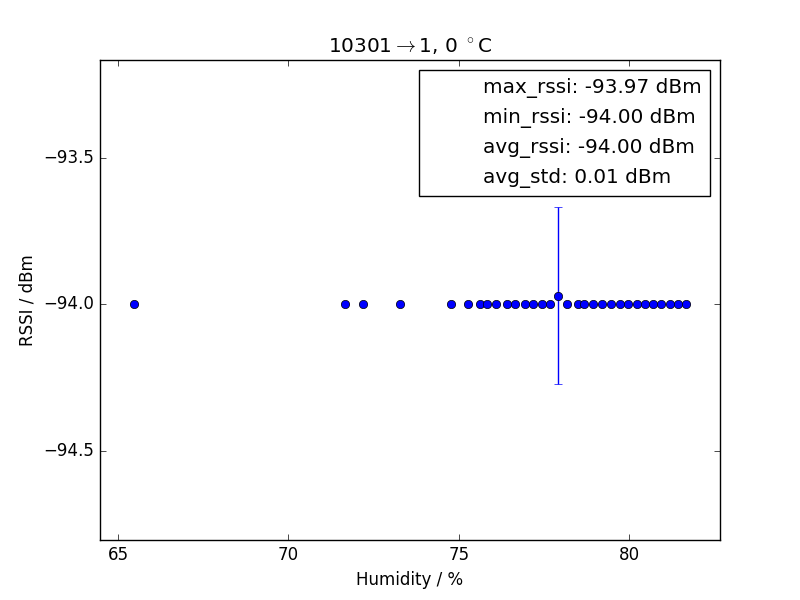 10301→1, 0 °C
max_rssi: -93.97 dBm
min_rssi: -94.00 dBm
avg_rssi: -94.00 dBm
avg_std: 0.01 dBm
RSSI / dBm
−93.5
−94.0
−94.5
65 70 75 80
Humidity / %